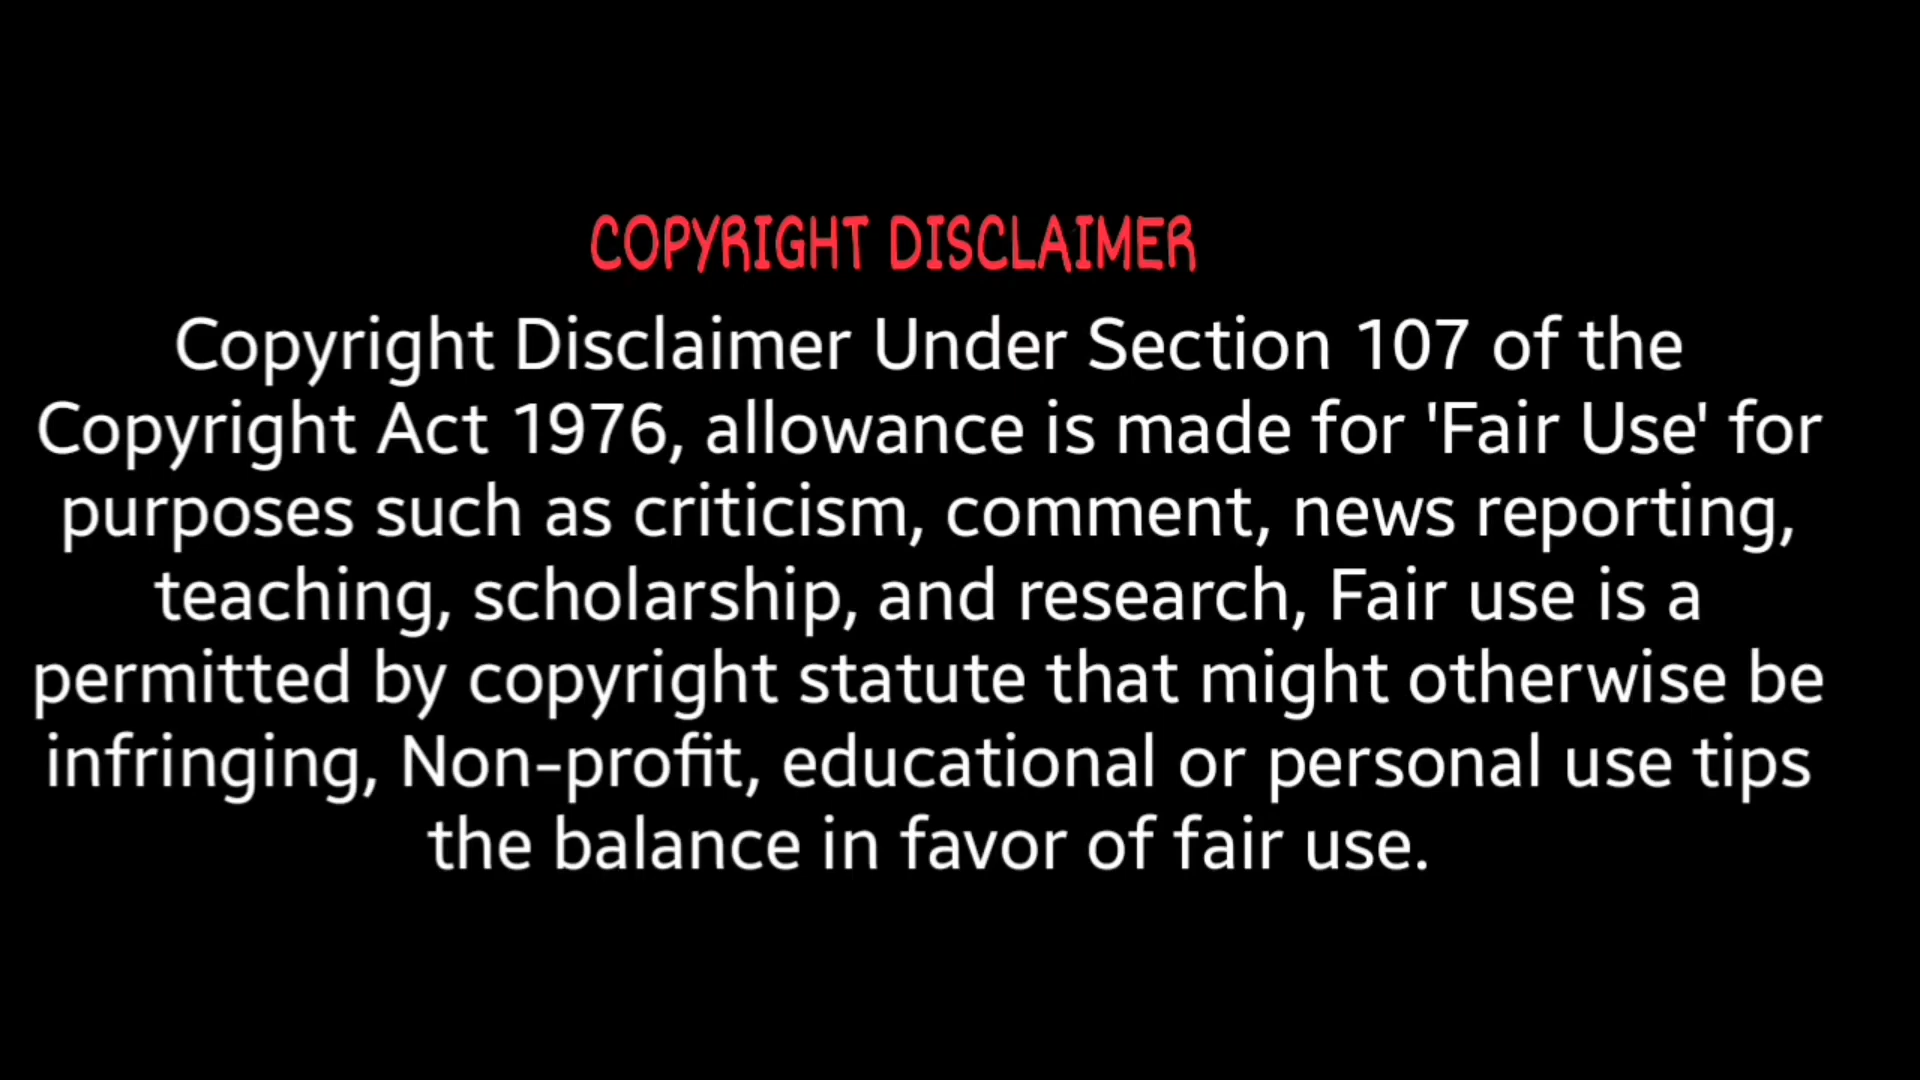 COPYRIGHT DISCLAIMER
Copyright Disclaimer Under Section 107 of the
Copyright Act 1976, allowance is made for 'Fair Use' for
purposes such as criticism, comment, news reporting,
teaching, scholarship, and research, Fair use is a
permitted by copyright statute that might otherwise be
infringing, Non-profit, educational or personal use tips
the balance in favor of fair use.